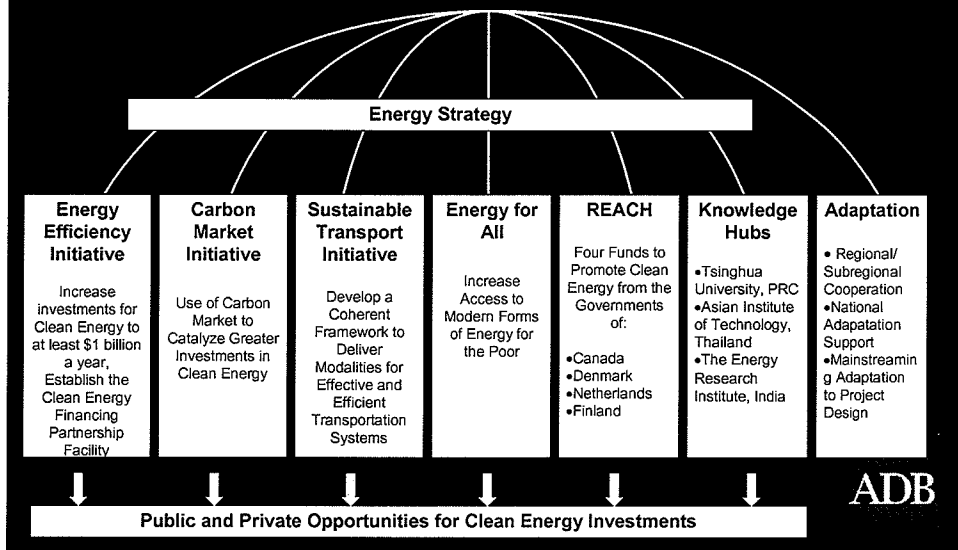 Energy Strategy
Energy
Efficiency
Initiative
Increase
investments for
Clean Energy to
at least $1 billion
a year,
Establish the
Clean Energy
Financing
Partnership
Facility
Carbon
Market
Initiative
Use of Carbon
Market to
Catalyze Greater
Investments in
Clean Energy
Sustainable
Transport
Initiative
Develop a
Coherent
Framework to
Deliver
Modalities for
Effective and
Efficient
Transportation
Systems
Energy for
All
Increase
Access to
Modern Forms
of Energy for
the Poor
REACH
Four Funds to
Promote Clean
Energy from the
Governments
of:
•Canada
•Denmark
•Netherlands
•Finland
Knowledge
Hubs
•Tsinghua
University, PRC
•Asian Institute
of Technology,
Thailand
•The Energy
Research
Institute, India
Adaptation
• Regional/
Subregional
Cooperation
•National
Adapatation
Support
•Mainstreamin
g Adaptation
to Project
Design
ADB
Public and Private Opportunities for Clean Energy Investments